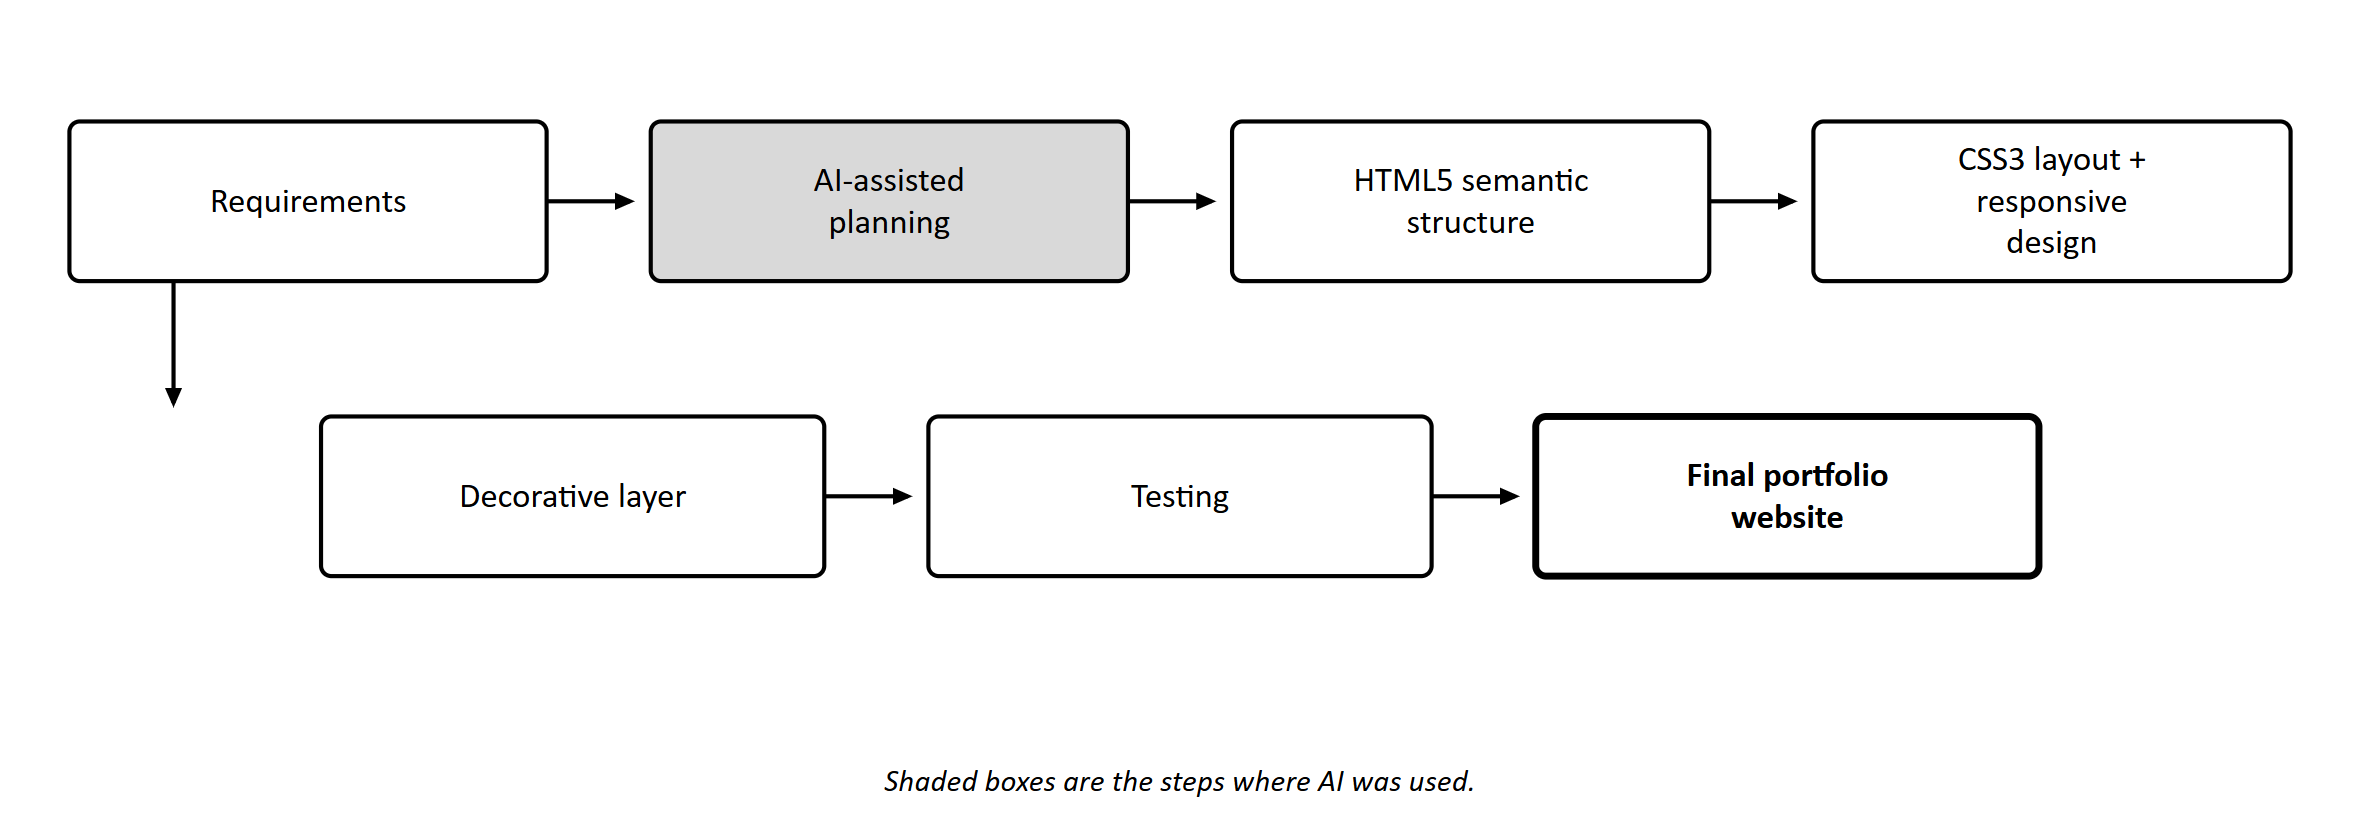 Requirements
AI-assisted
planning
HTML5 semantic
structure
CSS3 layout +
responsive
design
Decorative layer
Testing
Final portfolio
website
Shaded boxes are the steps where AI was used.